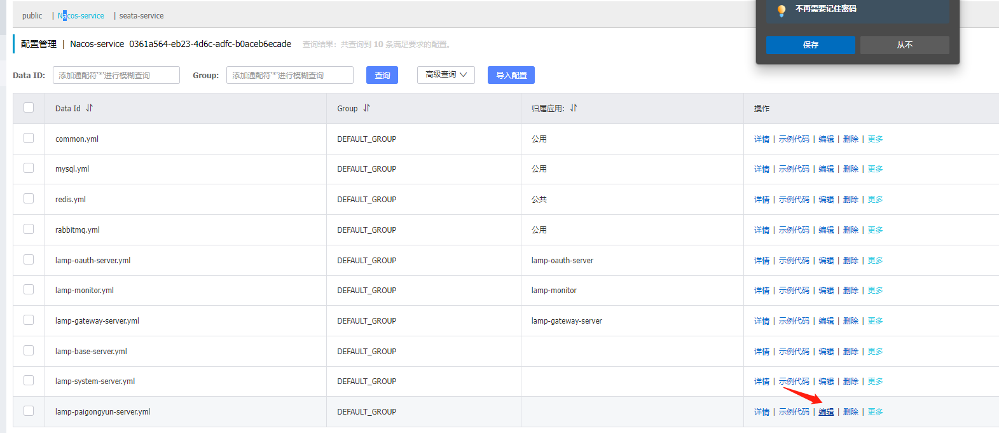 public | Nacos-service | seata-service
不再需要记住密码
保存 从不
配置管理 | Nacos-service 0361a564-eb23-4d6c-adfc-b0aceb6ecade 查询结果：共查询到 10 条满足要求的配置。
Data ID: 添加通配符'*'进行模糊查询 Group: 添加通配符'*'进行模糊查询 查询 高级查询 导入配置
Data Id Group 归属应用: 操作
common.yml DEFAULT_GROUP 公用 详情 | 示例代码 | 编辑 | 删除 | 更多
mysql.yml DEFAULT_GROUP 公用 详情 | 示例代码 | 编辑 | 删除 | 更多
redis.yml DEFAULT_GROUP 公共 详情 | 示例代码 | 编辑 | 删除 | 更多
rabbitmq.yml DEFAULT_GROUP 公用 详情 | 示例代码 | 编辑 | 删除 | 更多
lamp-oauth-server.yml DEFAULT_GROUP lamp-oauth-server 详情 | 示例代码 | 编辑 | 删除 | 更多
lamp-monitor.yml DEFAULT_GROUP lamp-monitor 详情 | 示例代码 | 编辑 | 删除 | 更多
lamp-gateway-server.yml DEFAULT_GROUP lamp-gateway-server 详情 | 示例代码 | 编辑 | 删除 | 更多
lamp-base-server.yml DEFAULT_GROUP 详情 | 示例代码 | 编辑 | 删除 | 更多
lamp-system-server.yml DEFAULT_GROUP 详情 | 示例代码 | 编辑 | 删除 | 更多
lamp-paigongyun-server.yml DEFAULT_GROUP 详情 | 示例代码 | 编辑 | 删除 | 更多